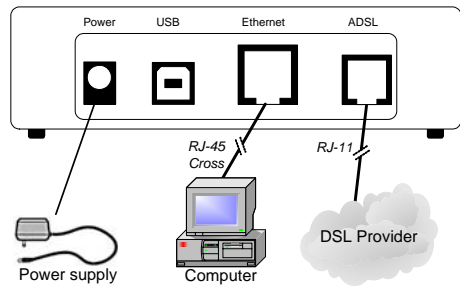 Power USB Ethernet ADSL
RJ-45
Cross
RJ-11
DSL Provider
Power supply
Computer